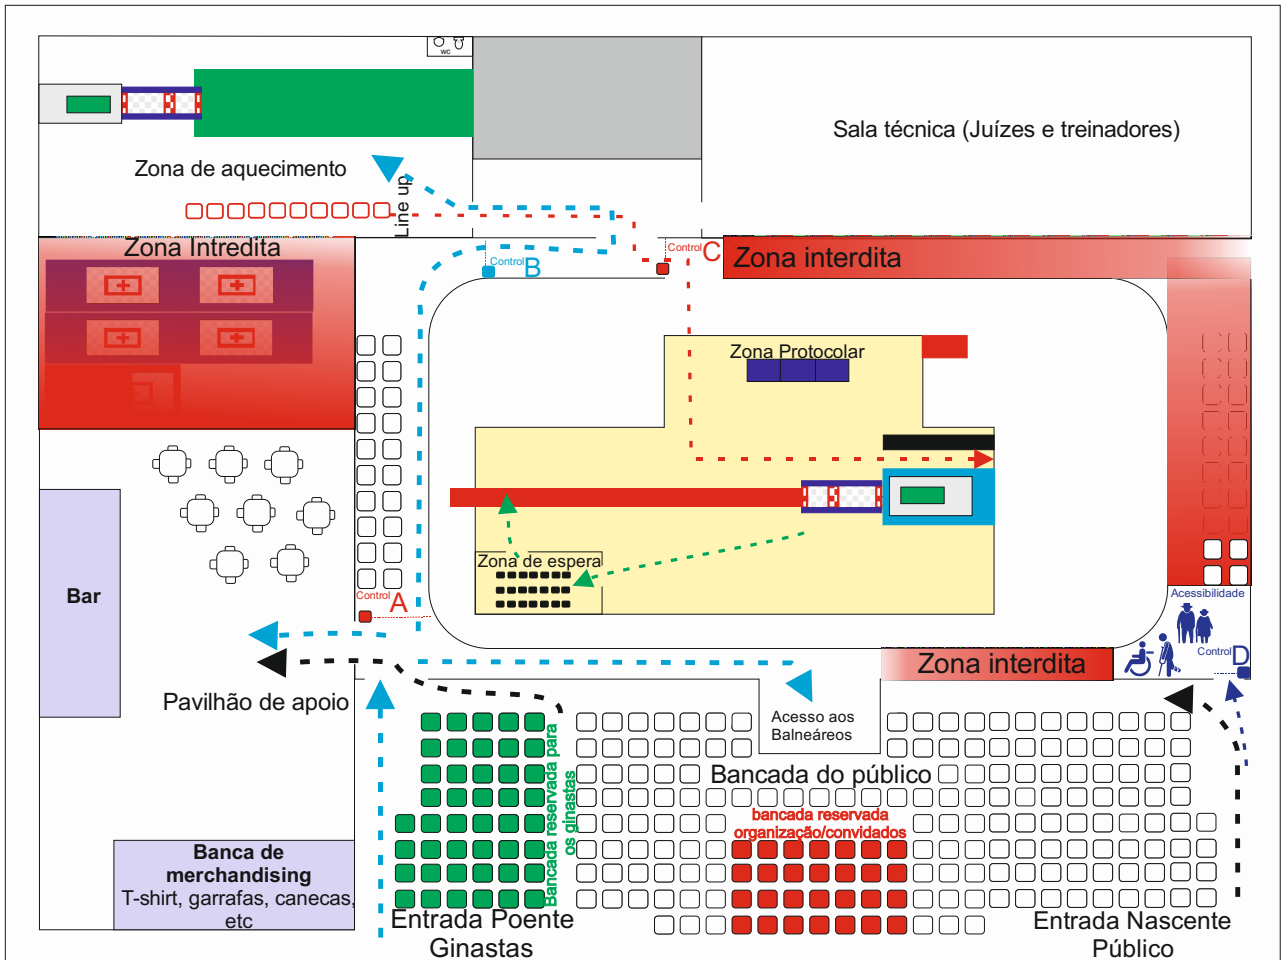 WC
Sala técnica (Juízes e treinadores)
Zona de aquecimento
Line up
Zona Intredita
Control B
Control C
Zona interdita
Zona Protocolar
Zona de espera
Bar
Control A
Acessibilidade
Control D
Zona interdita
Pavilhão de apoio
Acesso aos
Balneáreos
Bancada reservada para
os ginastas
Bancada do público
bancada reservada
organização/convidados
Banca de
merchandising
T-shirt, garrafas, canecas,
etc
Entrada Poente
Ginastas
Entrada Nascente
Público